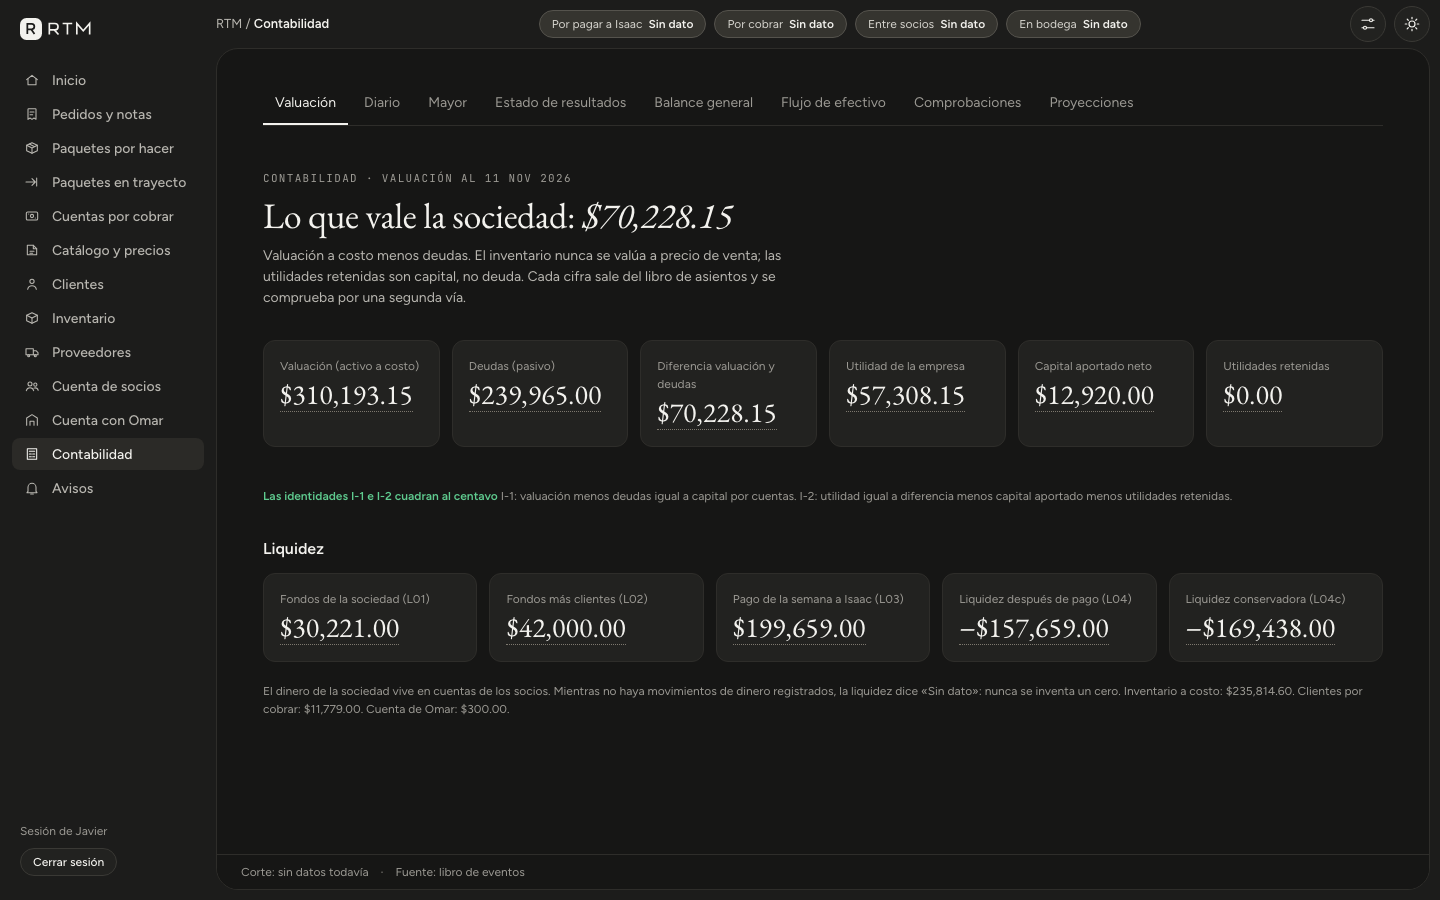 R RTM
RTM / Contabilidad
Por pagar a Isaac Sin dato
Por cobrar Sin dato
Entre socios Sin dato
En bodega Sin dato
Inicio
Pedidos y notas
Paquetes por hacer
Paquetes en trayecto
Cuentas por cobrar
Catálogo y precios
Clientes
Inventario
Proveedores
Cuenta de socios
Cuenta con Omar
Contabilidad
Avisos
Sesión de Javier
Cerrar sesión
Valuación
Diario
Mayor
Estado de resultados
Balance general
Flujo de efectivo
Comprobaciones
Proyecciones
CONTABILIDAD · VALUACIÓN AL 11 NOV 2026
Lo que vale la sociedad: $70,228.15
Valuación a costo menos deudas. El inventario nunca se valúa a precio de venta; las
utilidades retenidas son capital, no deuda. Cada cifra sale del libro de asientos y se
comprueba por una segunda vía.
Valuación (activo a costo)
$310,193.15
Deudas (pasivo)
$239,965.00
Diferencia valuación y
deudas
$70,228.15
Utilidad de la empresa
$57,308.15
Capital aportado neto
$12,920.00
Utilidades retenidas
$0.00
Las identidades I-1 e I-2 cuadran al centavo I-1: valuación menos deudas igual a capital por cuentas. I-2: utilidad igual a diferencia menos capital aportado menos utilidades retenidas.
Liquidez
Fondos de la sociedad (L01)
$30,221.00
Fondos más clientes (L02)
$42,000.00
Pago de la semana a Isaac (L03)
$199,659.00
Liquidez después de pago (L04)
−$157,659.00
Liquidez conservadora (L04c)
−$169,438.00
El dinero de la sociedad vive en cuentas de los socios. Mientras no haya movimientos de dinero registrados, la liquidez dice «Sin dato»: nunca se inventa un cero. Inventario a costo: $235,814.60. Clientes por
cobrar: $11,779.00. Cuenta de Omar: $300.00.
Corte: sin datos todavía · Fuente: libro de eventos